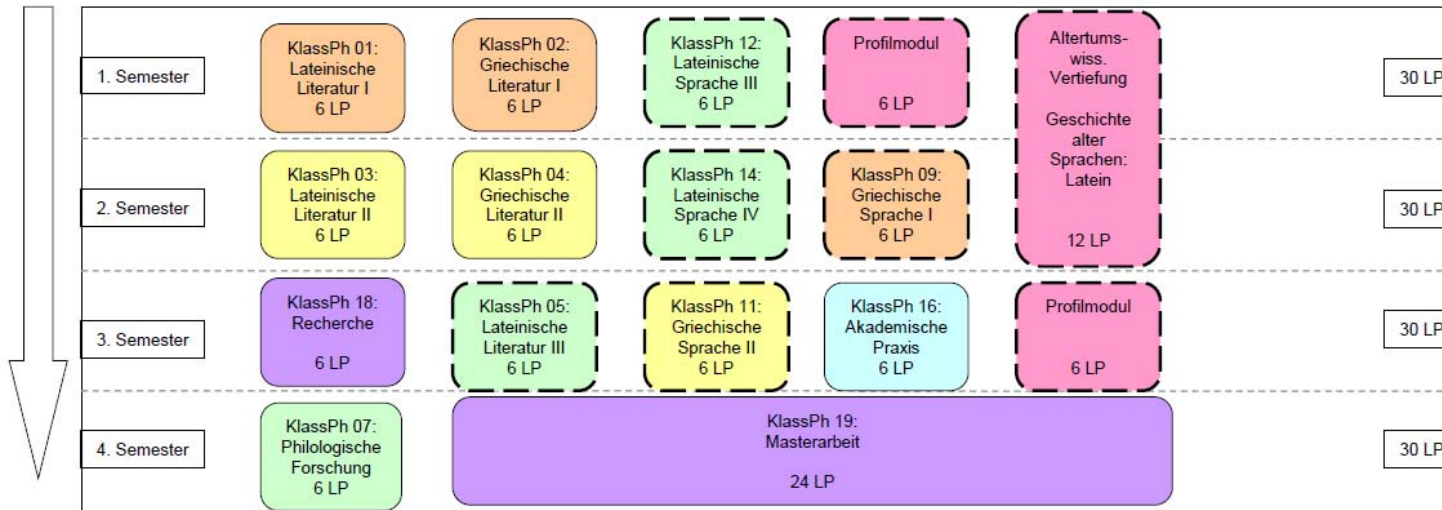 1. Semester
KlassPh 01:
Lateinische
Literatur I
6 LP
KlassPh 02:
Griechische
Literatur I
6 LP
KlassPh 12:
Lateinische
Sprache III
6 LP
Profilmodul
6 LP
Altertums-
wiss.
Vertiefung
Geschichte
alter
Sprachen:
Latein
12 LP
30 LP
2. Semester
KlassPh 03:
Lateinische
Literatur II
6 LP
KlassPh 04:
Griechische
Literatur II
6 LP
KlassPh 14:
Lateinische
Sprache IV
6 LP
KlassPh 09:
Griechische
Sprache I
6 LP
30 LP
3. Semester
KlassPh 18:
Recherche
6 LP
KlassPh 05:
Lateinische
Literatur III
6 LP
KlassPh 11:
Griechische
Sprache II
6 LP
KlassPh 16:
Akademische
Praxis
6 LP
Profilmodul
6 LP
30 LP
4. Semester
KlassPh 07:
Philologische
Forschung
6 LP
KlassPh 19:
Masterarbeit
24 LP
30 LP